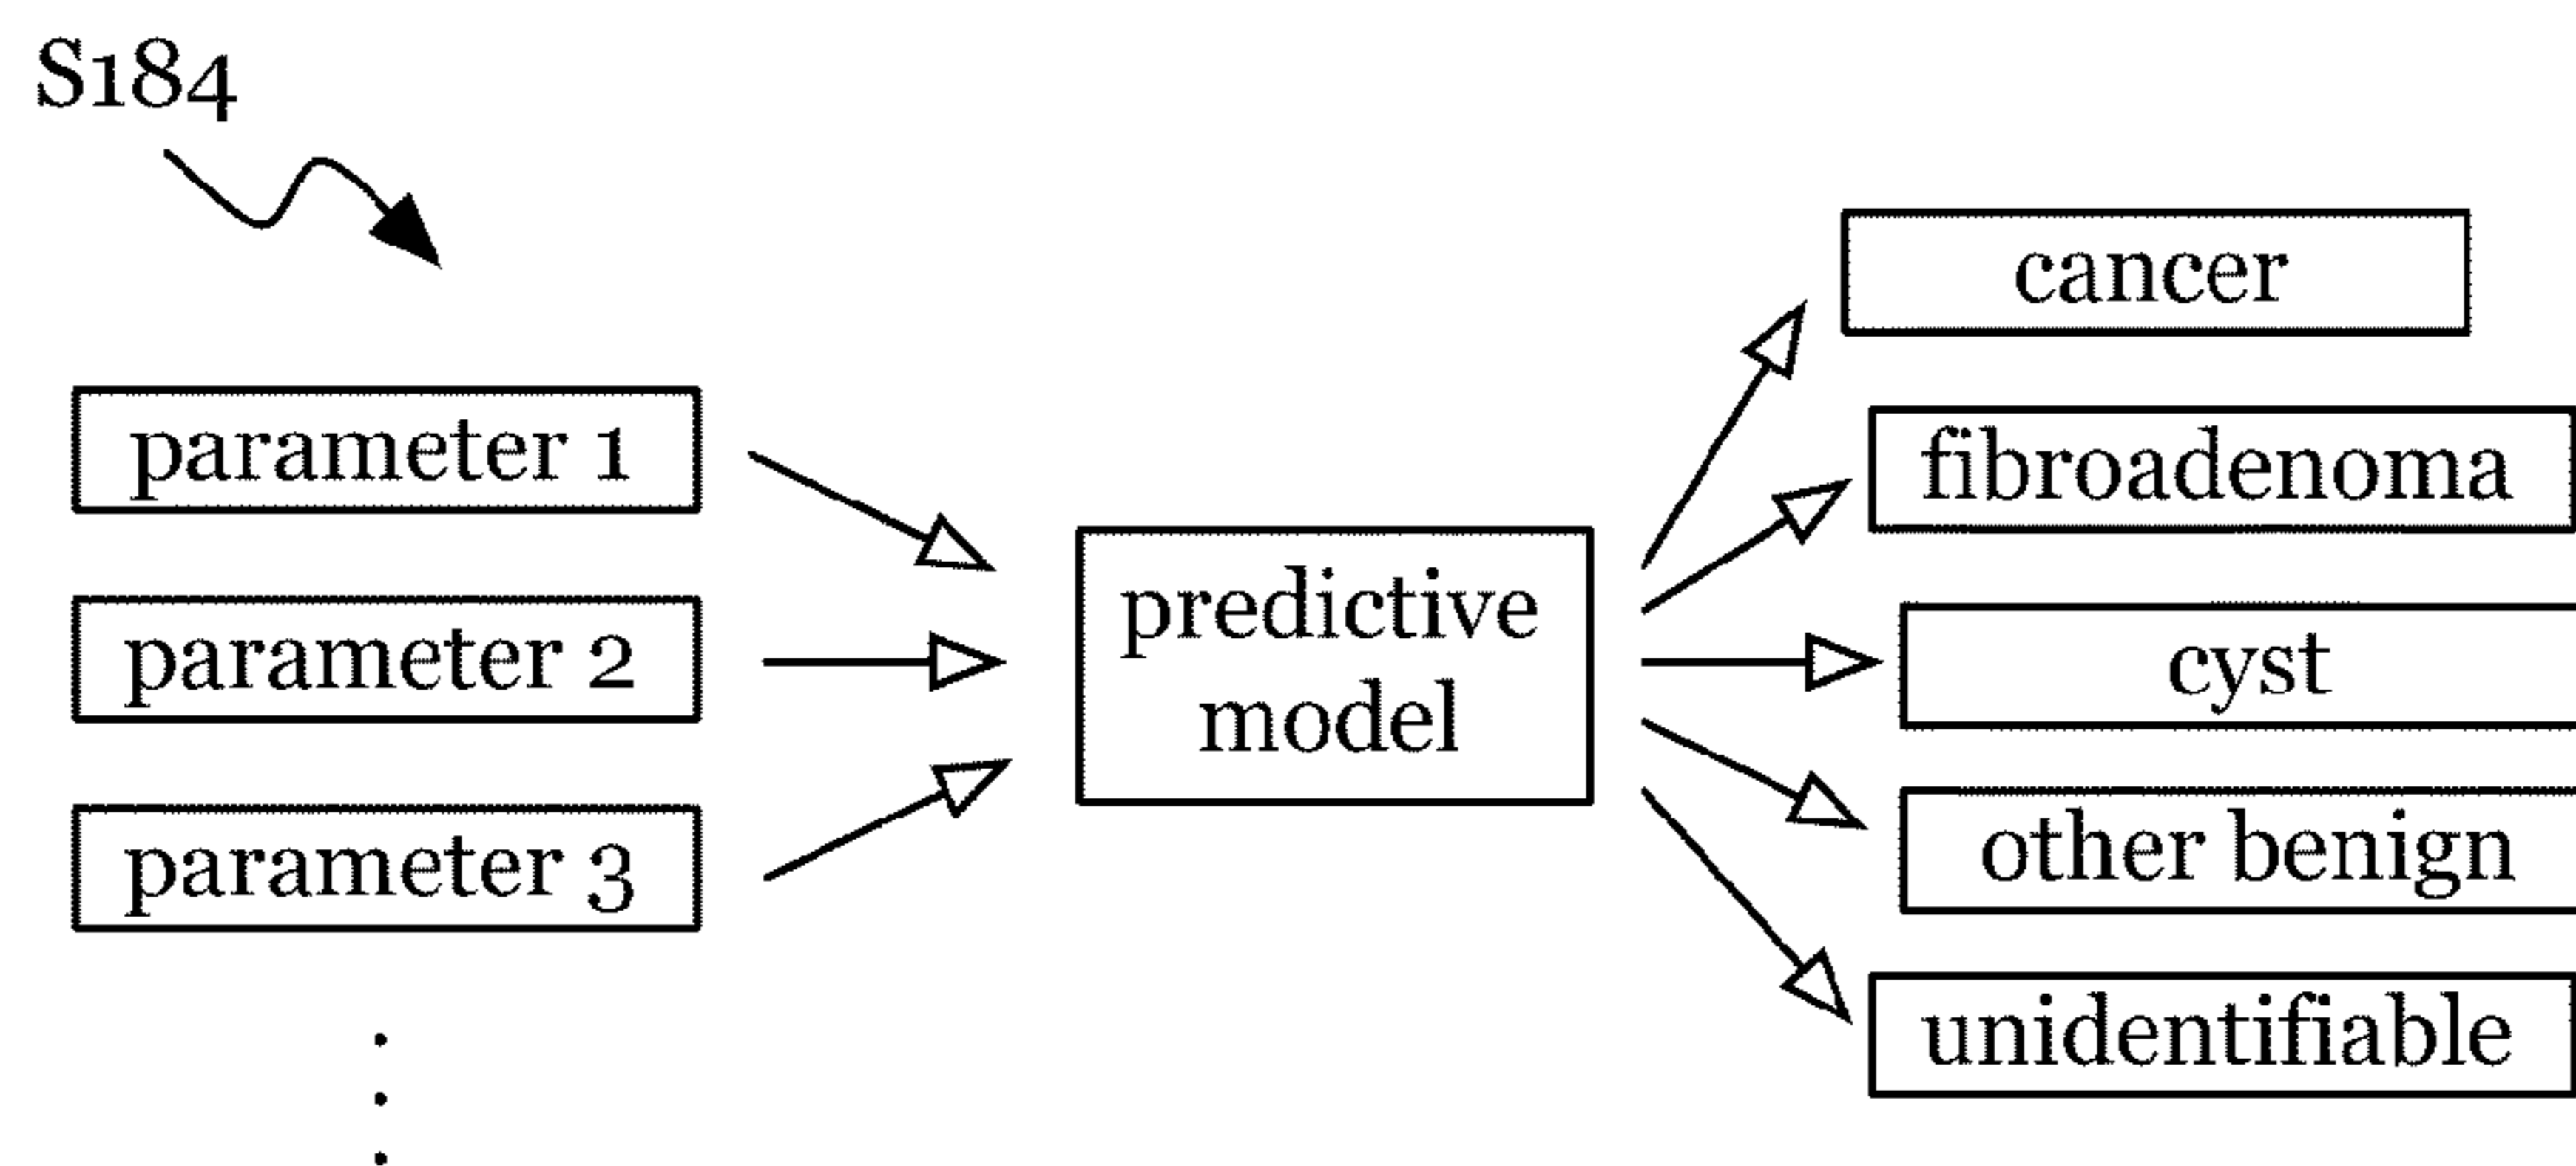 S184
parameter 1
parameter 2
parameter 3
predictive
model
cancer
fibroadenoma
cyst
other benign
unidentifiable